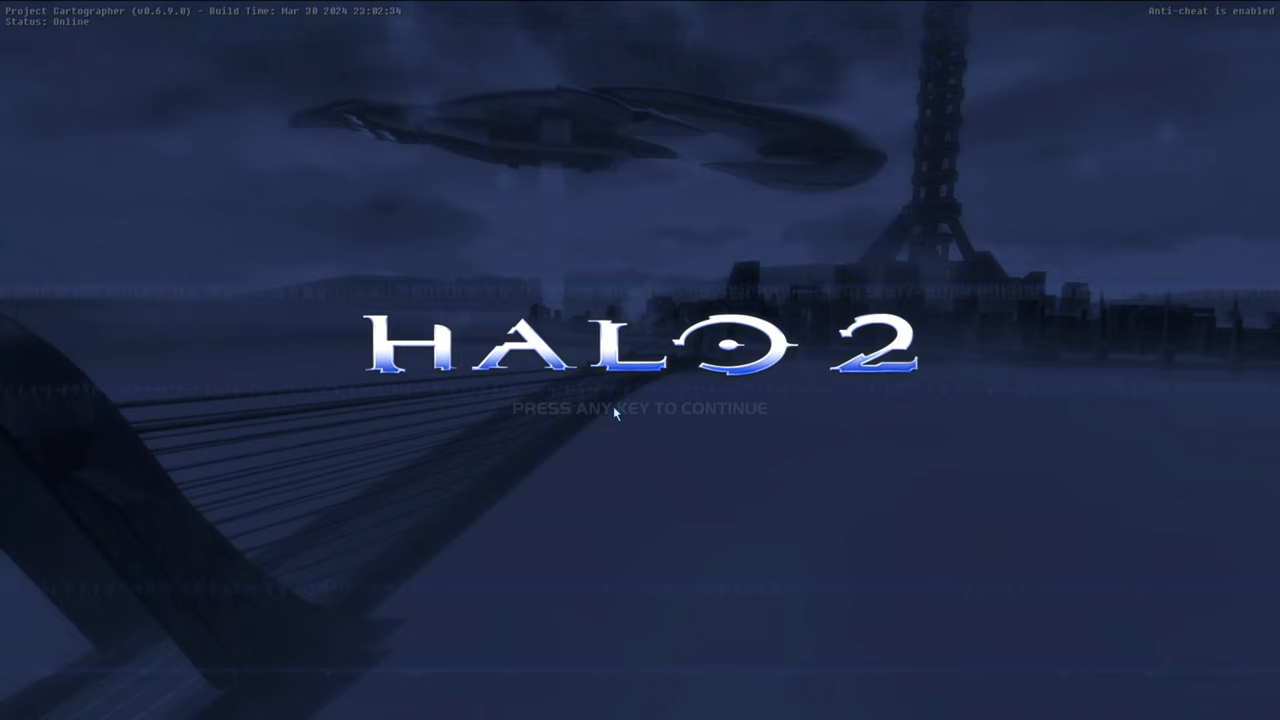 Project Cartographer (v0.6.9.0) - Build Time: Mar 30 2024 23:02:34
Anti-cheat is enabled
Status: Online
HALO 2
PRESS ANY KEY TO CONTINUE